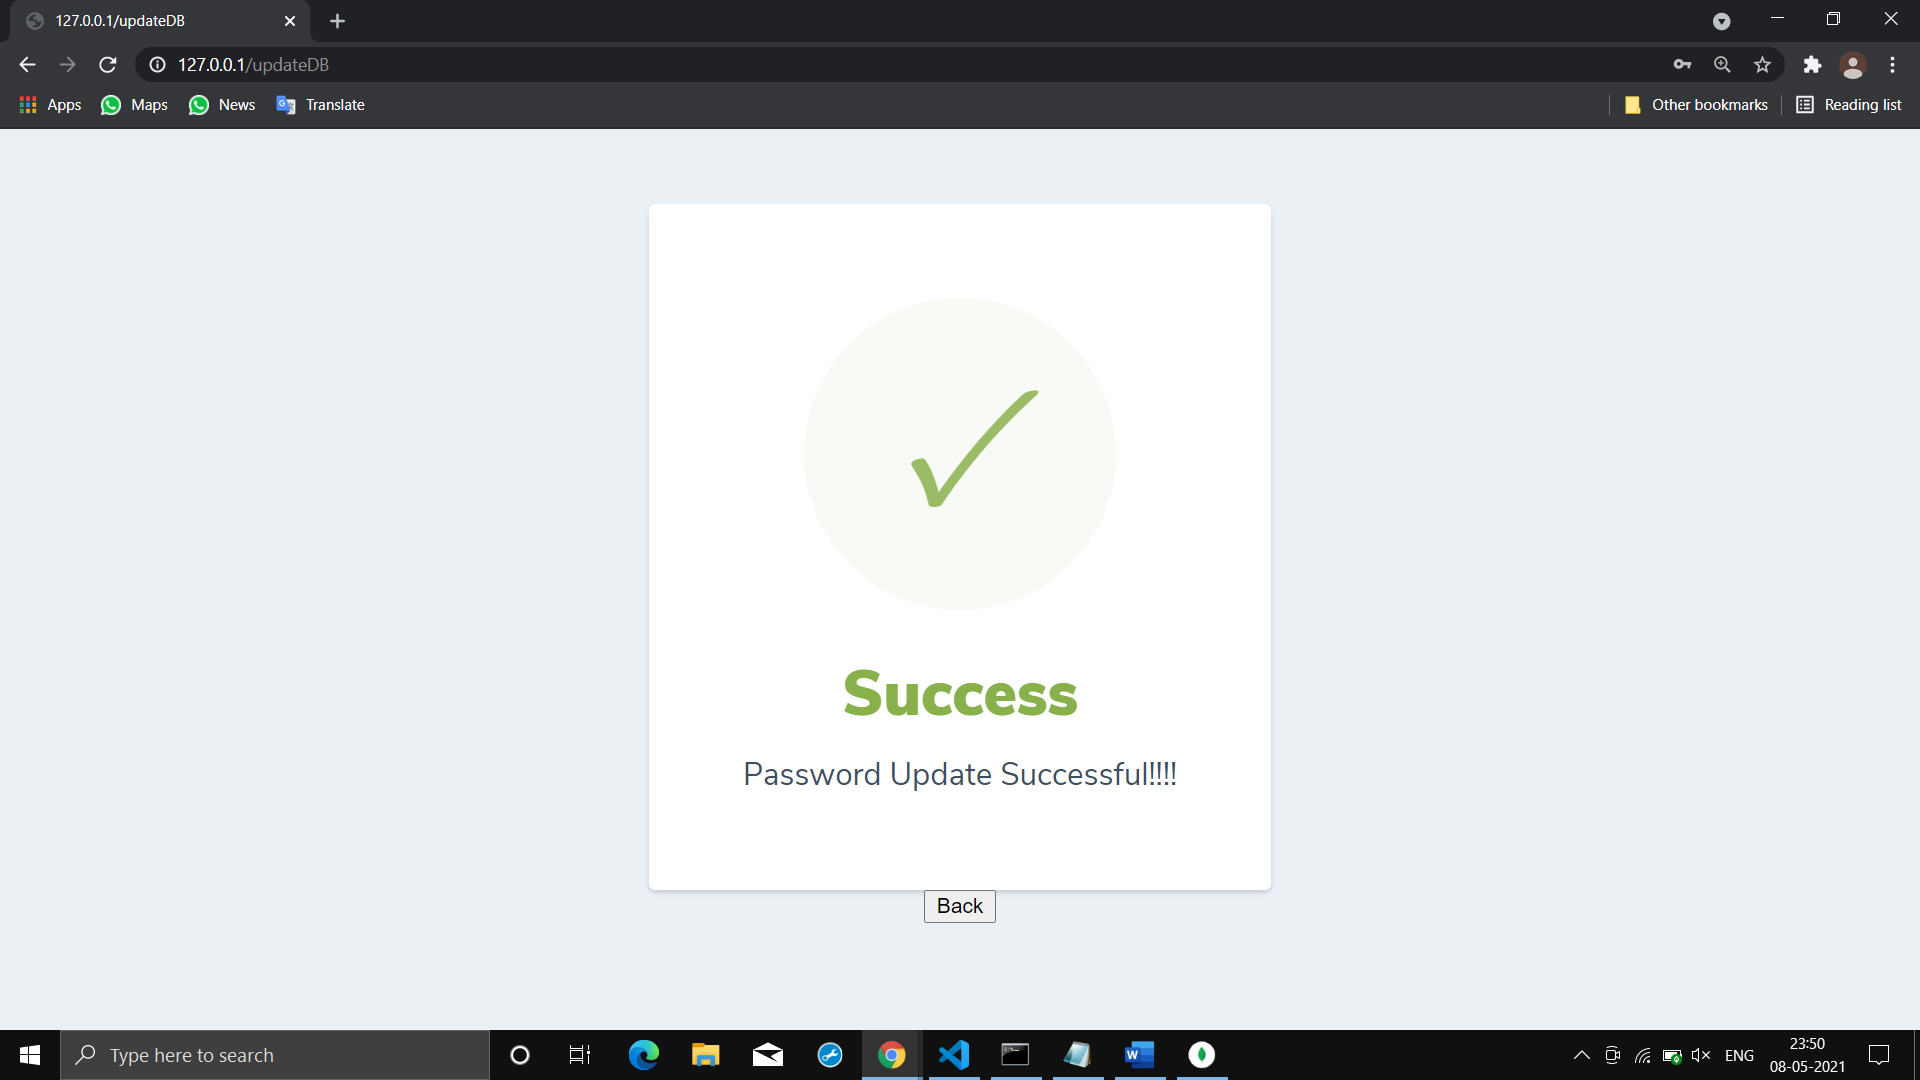 127.0.0.1/updateDB
127.0.0.1/updateDB
Apps Maps News Translate Other bookmarks Reading list
Success
Password Update Successful!!!!
Back
Type here to search
ENG
23:50
08-05-2021